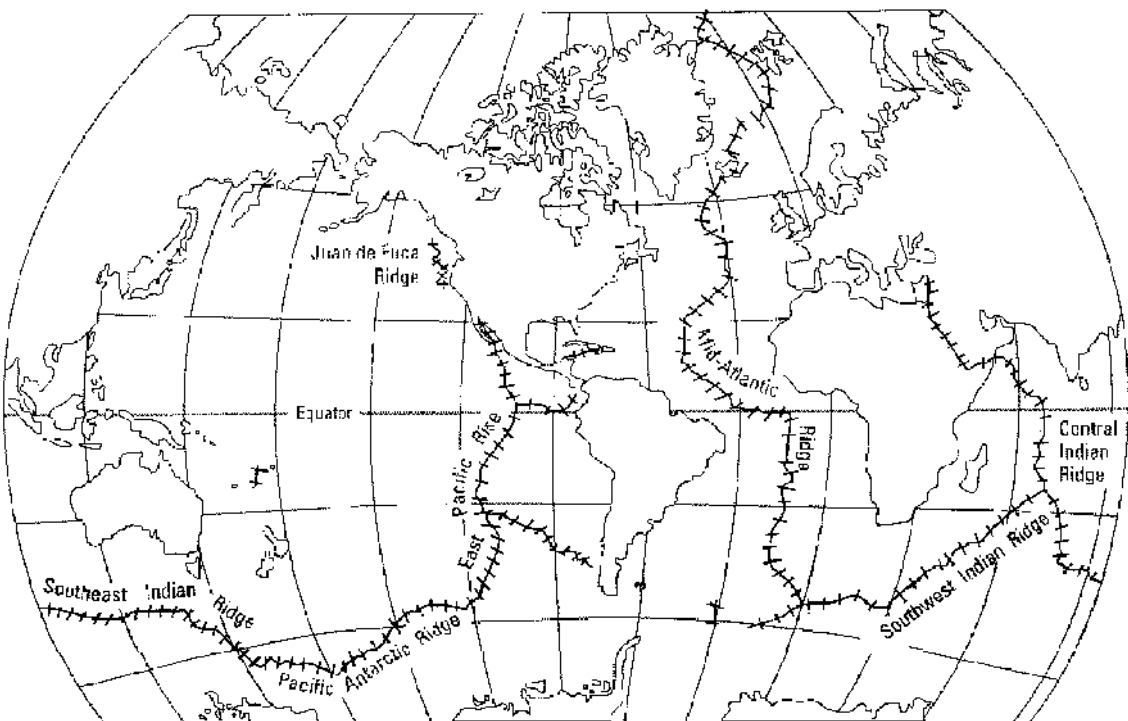 Juan de Fuca
Ridge
Mid-Atlantic
Ridge
Equator
East Pacific Rise
Central
Indian
Ridge
Southeast Indian Ridge
Pacific Antarctic Ridge
Southwest Indian Ridge